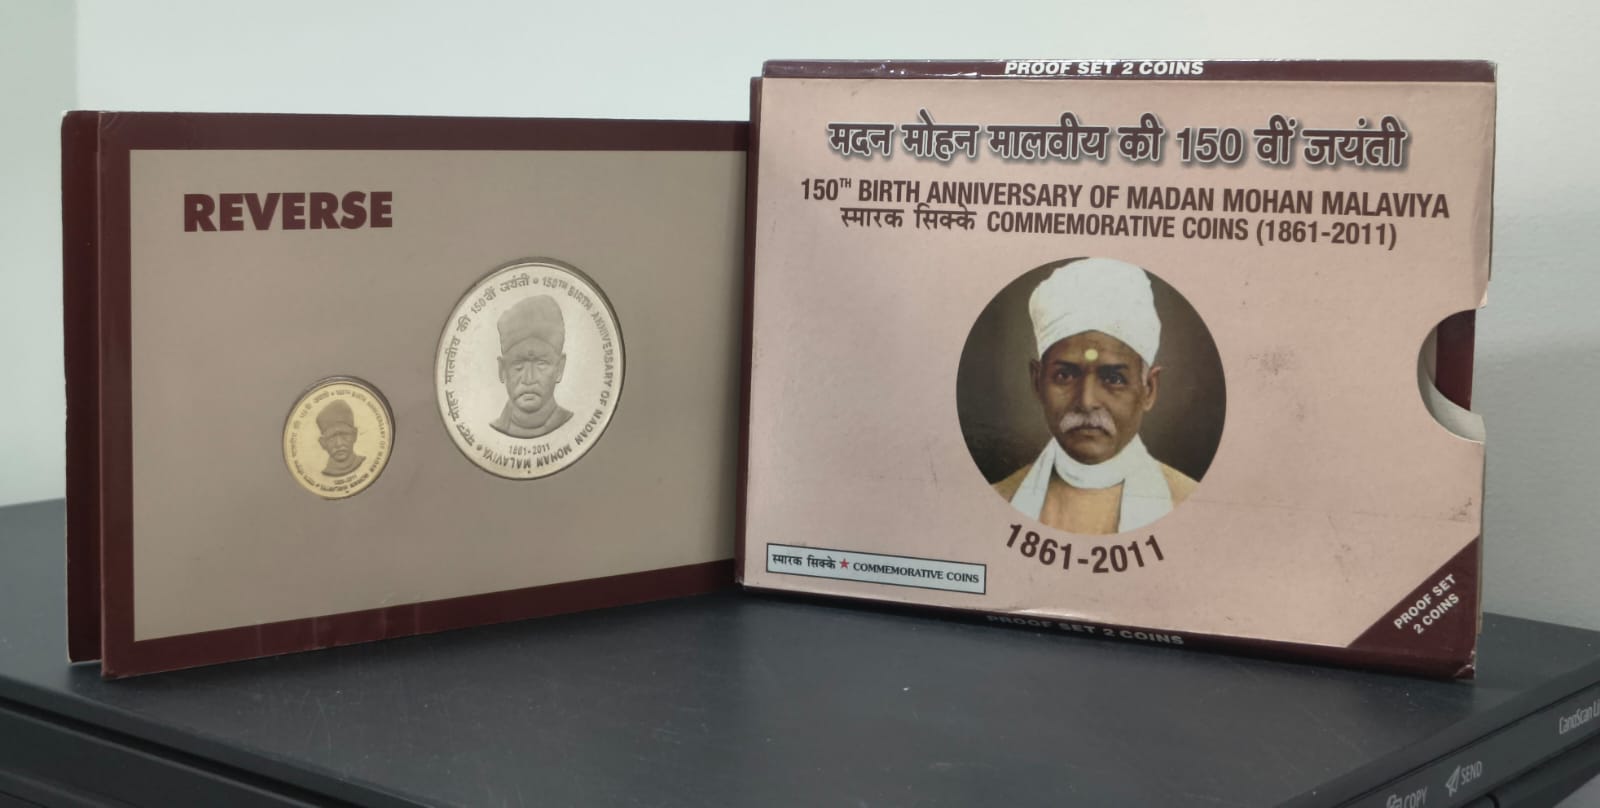 REVERSE
मदन मोहन मालवीय की 150 वीं जयंती • 150TH BIRTH ANNIVERSARY OF MADAN MOHAN MALAVIYA •
1861-2011
PROOF SET 2 COINS
मदन मोहन मालवीय की 150 वीं जयंती
150TH BIRTH ANNIVERSARY OF MADAN MOHAN MALAVIYA
स्मारक सिक्के COMMEMORATIVE COINS (1861-2011)
1861-2011
स्मारक सिक्के ★ COMMEMORATIVE COINS
PROOF SET
2 COINS
PROOF SET 2 COINS
CanoScan
COPY
SEND